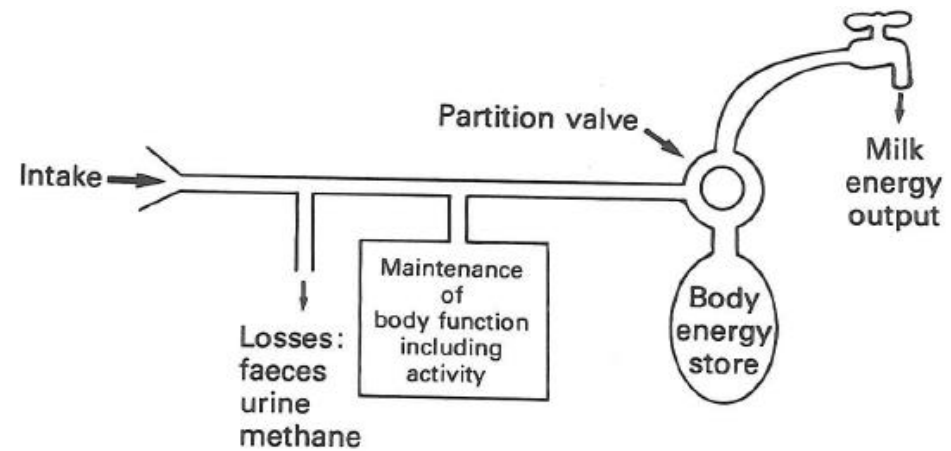 Partition valve
Intake
Milk
energy
output
Maintenance
of
body function
including
activity
Body
energy
store
Losses:
faeces
urine
methane